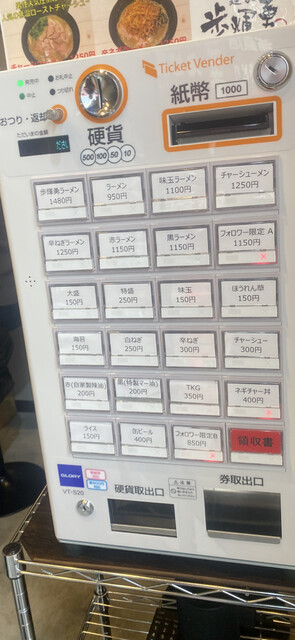 歩輝勇
Ticket Vender
紙幣
1000
おつり・返却
硬貨
500 100 50 10
歩輝勇ラーメン
1480円
ラーメン
950円
味玉ラーメン
1100円
チャーシューメン
1250円
辛ねぎラーメン
1250円
赤ラーメン
1150円
黒ラーメン
1150円
フォロワー限定 A
1150円
大盛
150円
特盛
250円
味玉
150円
ほうれん草
150円
海苔
150円
白ねぎ
250円
辛ねぎ
300円
チャーシュー
300円
赤(自家製辣油)
200円
黒(特製マー油)
200円
TKG
350円
ネギチャー丼
400円
ライス
150円
缶ビール
400円
フォロワー限定B
850円
領収書
GLORY
VT-S20
硬貨取出口
券取出口